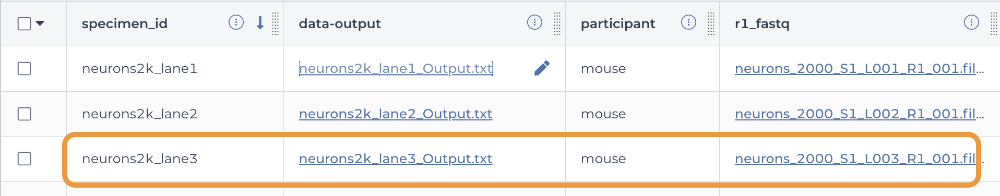 specimen_id data-output participant r1_fastq
neurons2k_lane1 neurons2k_lane1_Output.txt mouse neurons_2000_S1_L001_R1_001.fil...
neurons2k_lane2 neurons2k_lane2_Output.txt mouse neurons_2000_S1_L002_R1_001.fil...
neurons2k_lane3 neurons2k_lane3_Output.txt mouse neurons_2000_S1_L003_R1_001.fil.